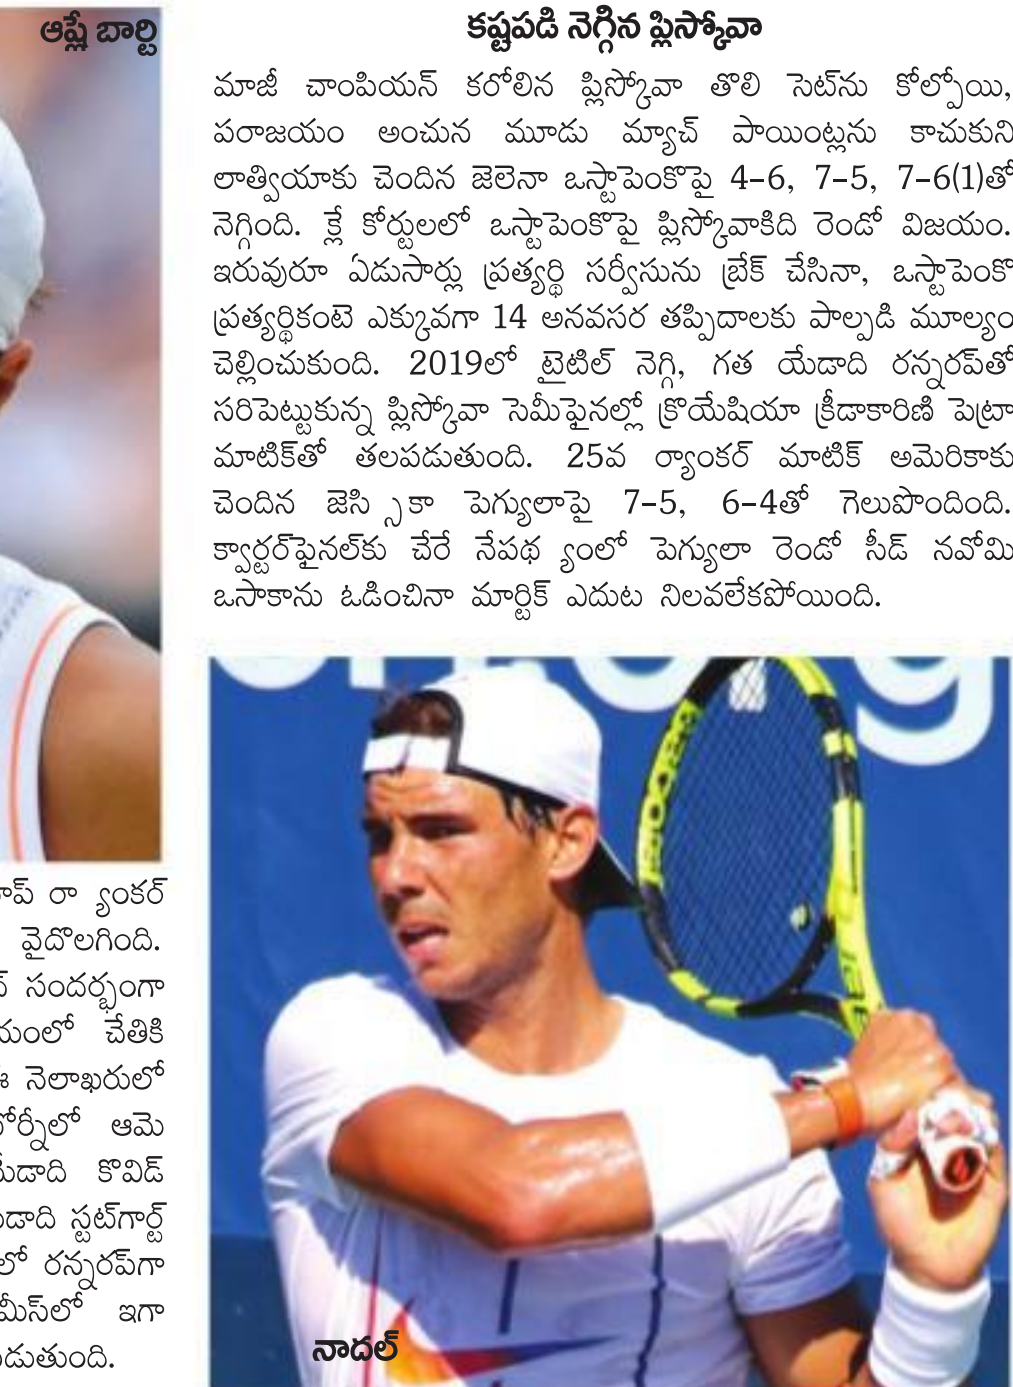 ఆష్లే బార్టి
కష్టపడి నెగ్గిన ప్లిస్కోవా
మాజీ చాంపియన్ కరోలిన ప్లిస్కోవా తొలి సెట్‌ను కోల్పోయి,
పరాజయం అంచున మూడు మ్యాచ్ పాయింట్లను కాచుకుని
లాత్వియాకు చెందిన జెలెనా ఒస్టాపెంకొపై 4-6, 7-5, 7-6(1)తో
నెగ్గింది. క్లే కోర్టులలో ఒస్టాపెంకొపై ప్లిస్కోవాకిది రెండో విజయం.
ఇరువురూ ఏడుసార్లు ప్రత్యర్థి సర్వీసును బ్రేక్ చేసినా, ఒస్టాపెంకొ
ప్రత్యర్థికంటె ఎక్కువగా 14 అనవసర తప్పిదాలకు పాల్పడి మూల్యం
చెల్లించుకుంది. 2019లో టైటిల్ నెగ్గి, గత యేడాది రన్నరప్‌తో
సరిపెట్టుకున్న ప్లిస్కోవా సెమీఫైనల్లో క్రొయేషియా క్రీడాకారిణి పెట్రా
మాటిక్‌తో తలపడుతుంది. 25వ ర్యాంకర్ మాటిక్ అమెరికాకు
చెందిన జెస్సికా పెగ్యులాపై 7-5, 6-4తో గెలుపొందింది.
క్వార్టర్‌ఫైనల్‌కు చేరే నేపథ్యంలో పెగ్యులా రెండో సీడ్ నవోమి
ఒసాకాను ఓడించినా మార్టిక్ ఎదుట నిలవలేకపోయింది.
రా్యంకర్
వైదొలగింది.
సందర్భంగా
చేతికి
నెలాఖరులో
ఆమె
కొవిడ్
స్టట్‌గార్ట్
రన్నరప్‌గా
ఇగా
నాదల్